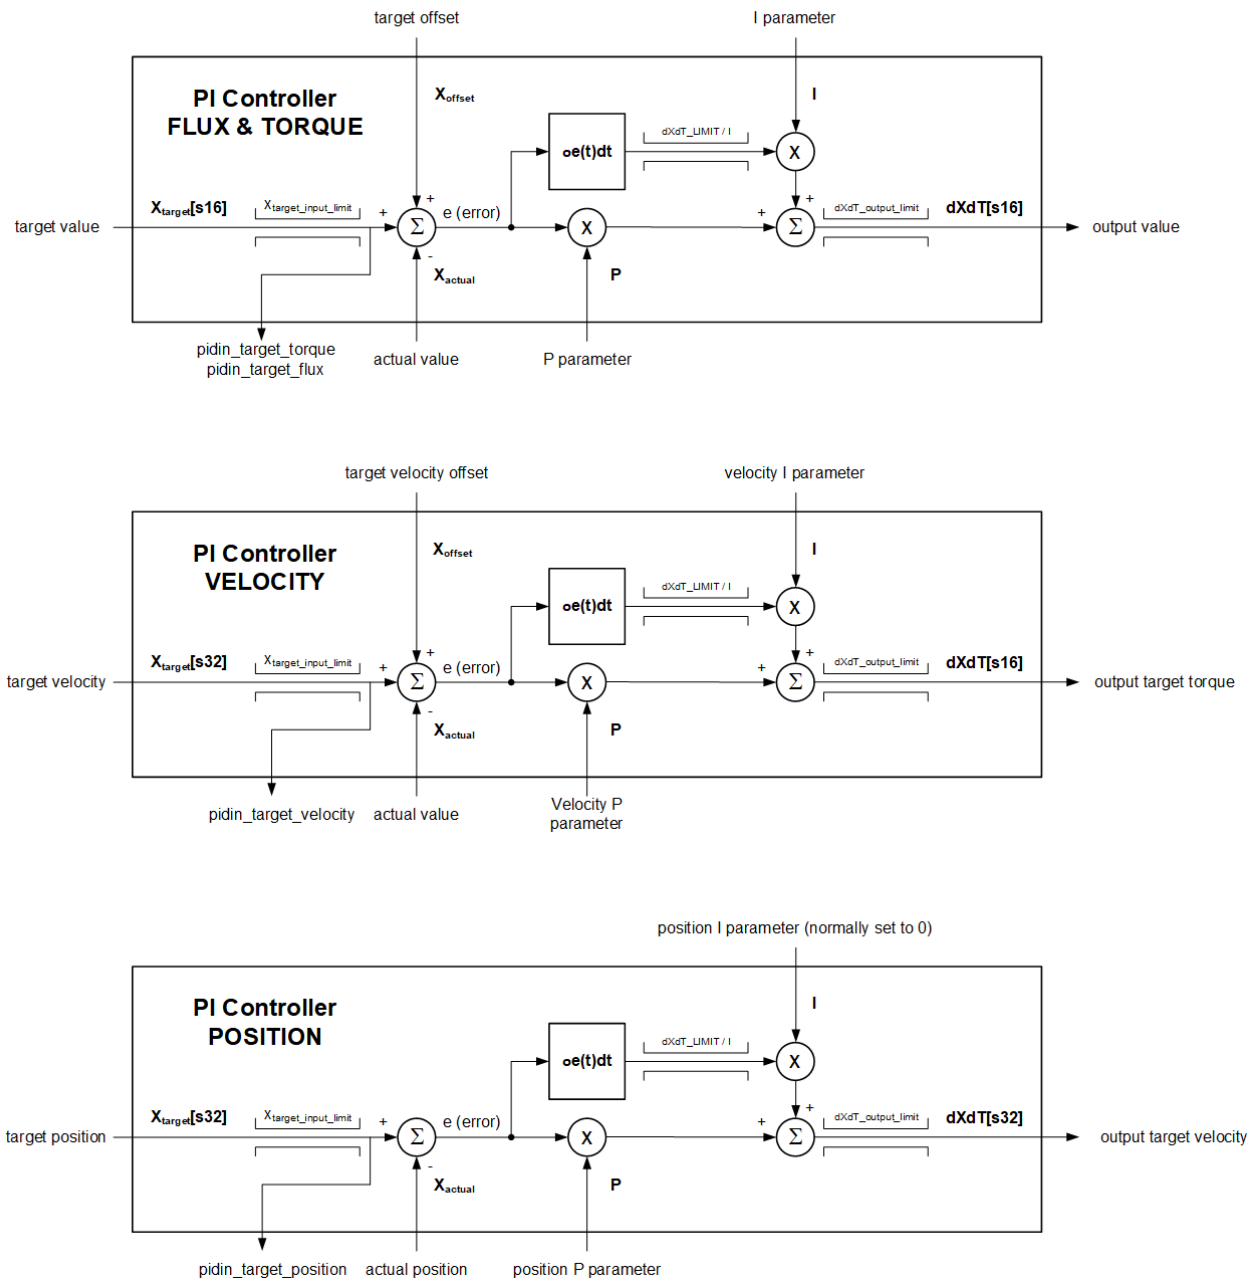 target offset
I parameter
PI Controller
FLUX & TORQUE
Xoffset
I
oe(t)dt
dXdT_LIMIT / I
X
Xtarget[s16]
Xtarget_input_limit
+
+
e (error)
+
+
dXdT_output_limit
dXdT[s16]
target value
Σ
X
Σ
output value
-
Xactual
P
pidin_target_torque
pidin_target_flux
actual value
P parameter
target velocity offset
velocity I parameter
PI Controller
VELOCITY
Xoffset
I
oe(t)dt
dXdT_LIMIT / I
X
Xtarget[s32]
Xtarget_input_limit
+
+
e (error)
+
+
dXdT_output_limit
dXdT[s16]
target velocity
Σ
X
Σ
output target torque
-
Xactual
P
pidin_target_velocity
actual value
Velocity P
parameter
position I parameter (normally set to 0)
PI Controller
POSITION
I
oe(t)dt
dXdT_LIMIT / I
X
Xtarget[s32]
Xtarget_input_limit
+
e (error)
+
+
dXdT_output_limit
dXdT[s32]
target position
Σ
X
Σ
output target velocity
-
Xactual
P
pidin_target_position
actual position
position P parameter